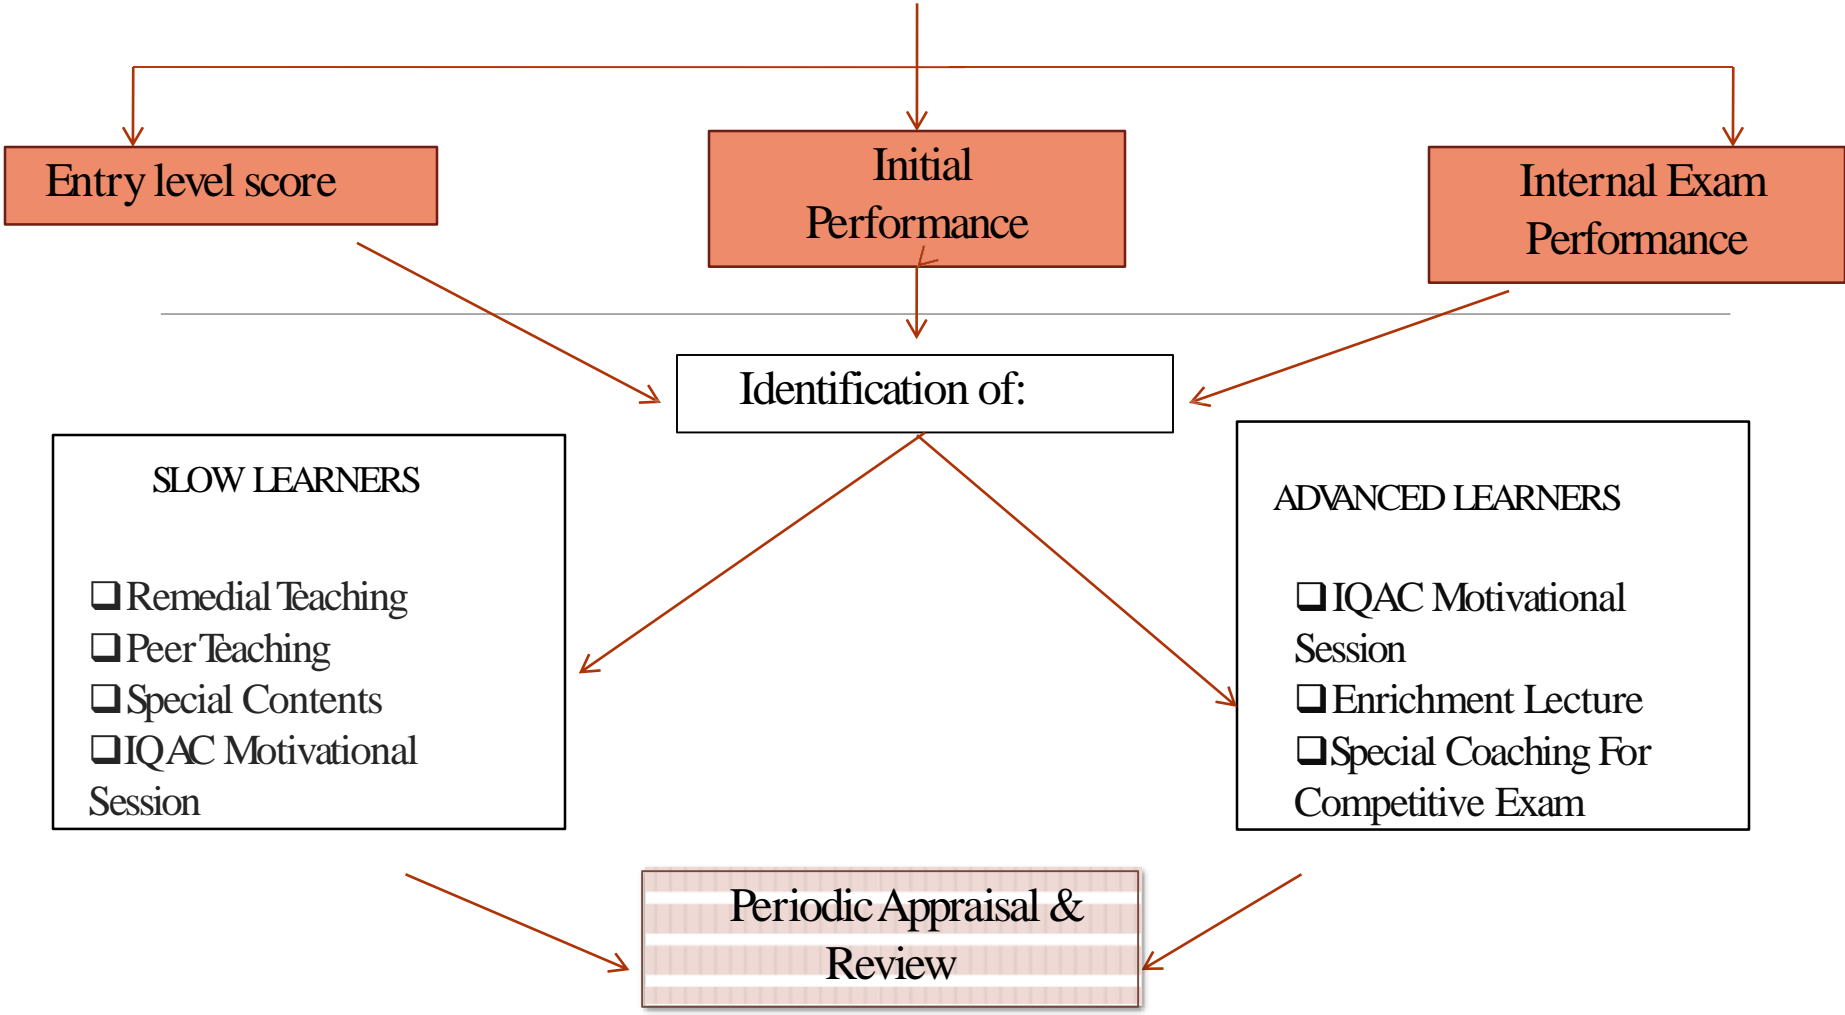 Entry level score
Initial
Performance
Internal Exam
Performance
Identification of:
SLOW LEARNERS
❑Remedial Teaching
❑Peer Teaching
❑Special Contents
❑IQAC Motivational
Session
ADVANCED LEARNERS
❑IQAC Motivational
Session
❑Enrichment Lecture
❑Special Coaching For
Competitive Exam
Periodic Appraisal &
Review